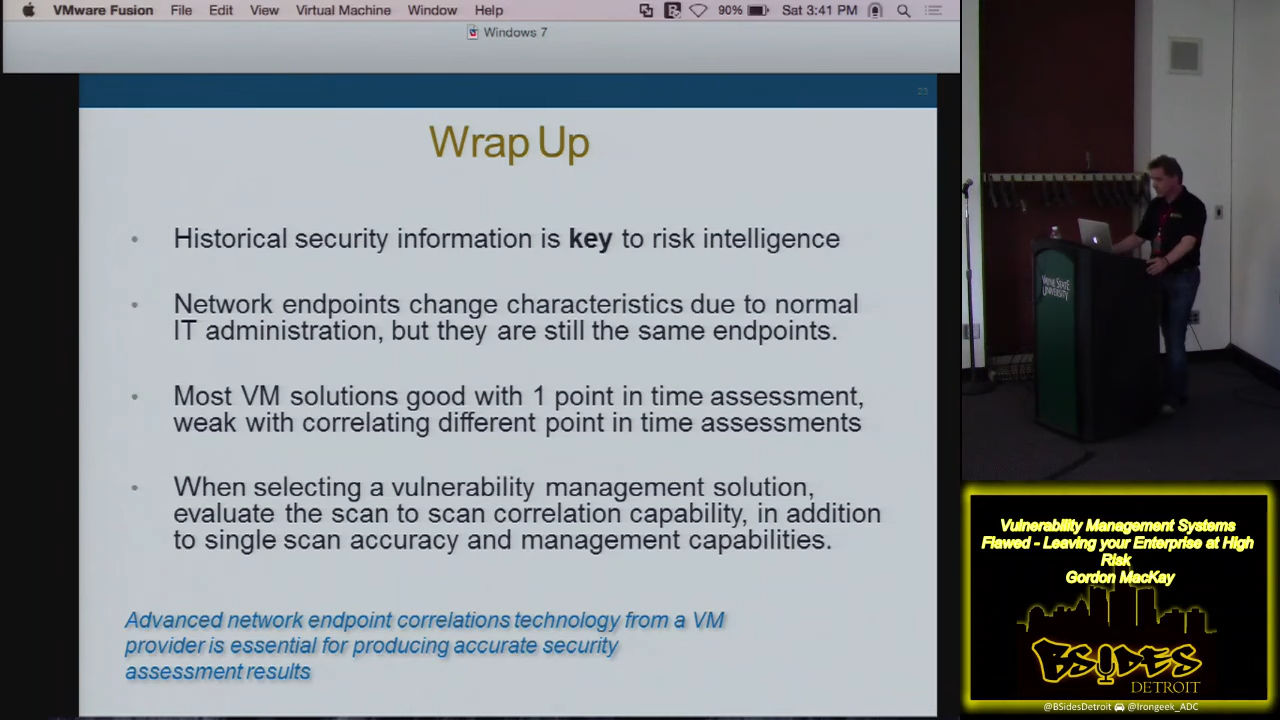 VMware Fusion File Edit View Virtual Machine Window Help 90% Sat 3:41 PM
Windows 7
23
Wrap Up
• Historical security information is key to risk intelligence
• Network endpoints change characteristics due to normal
IT administration, but they are still the same endpoints.
• Most VM solutions good with 1 point in time assessment,
weak with correlating different point in time assessments
• When selecting a vulnerability management solution,
evaluate the scan to scan correlation capability, in addition
to single scan accuracy and management capabilities.
Advanced network endpoint correlations technology from a VM
provider is essential for producing accurate security
assessment results
WAYNE STATE
UNIVERSITY
Vulnerability Management Systems
Flawed - Leaving your Enterprise at High
Risk
Gordon MacKay
BSIDES
DETROIT
@BSidesDetroit @Irongeek_ADC